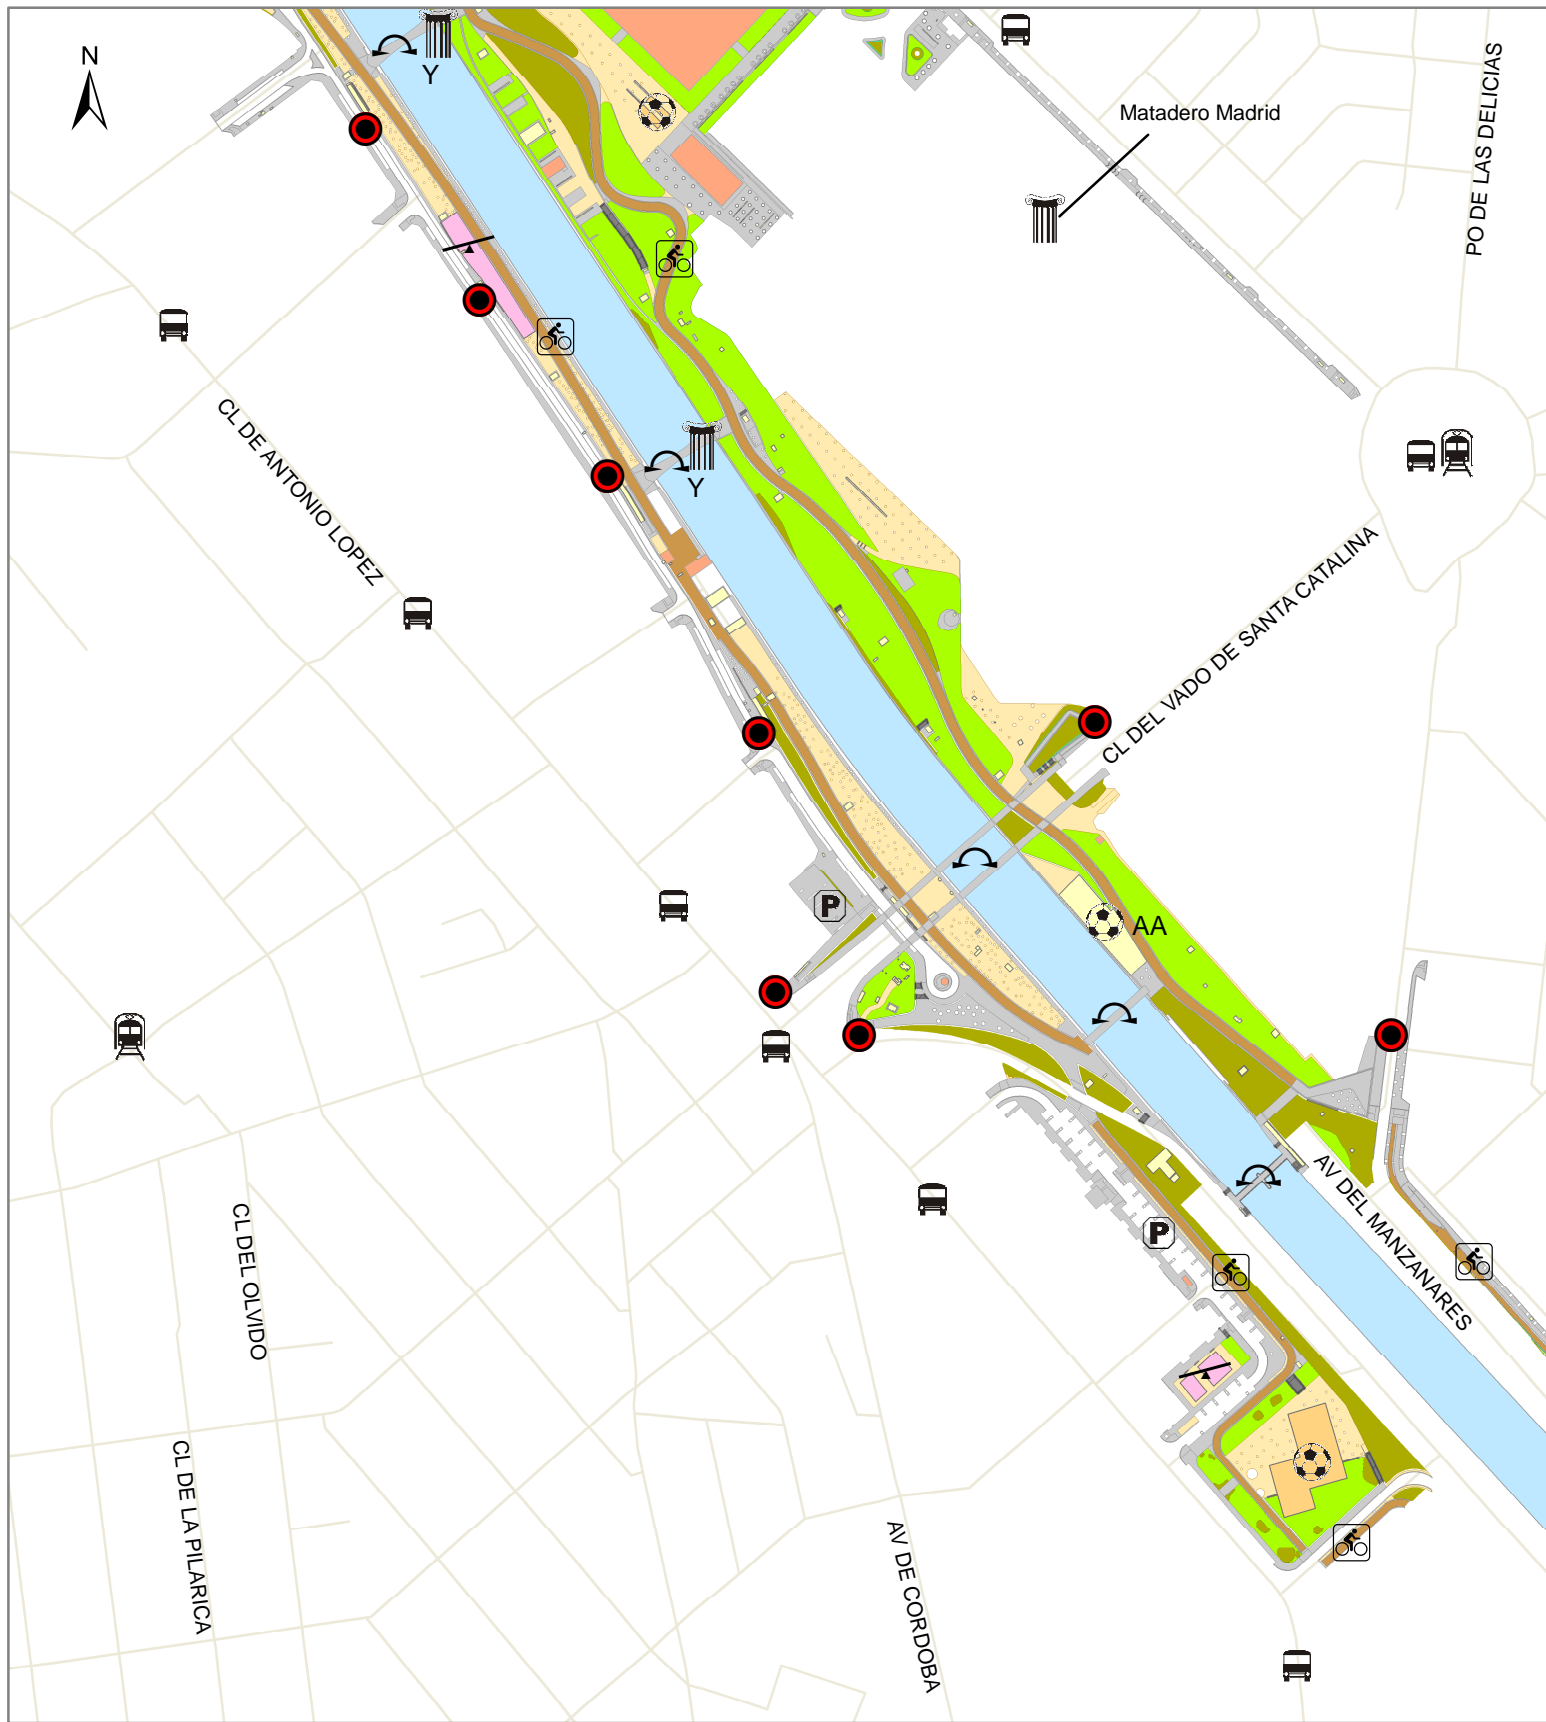 N
Y
Matadero Madrid
PO DE LAS DELICIAS
CL DE ANTONIO LOPEZ
Y
CL DEL VADO DE SANTA CATALINA
P
AA
AV DEL MANZANARES
P
CL DEL OLVIDO
CL DE LA PILARICA
AV DE CORDOBA